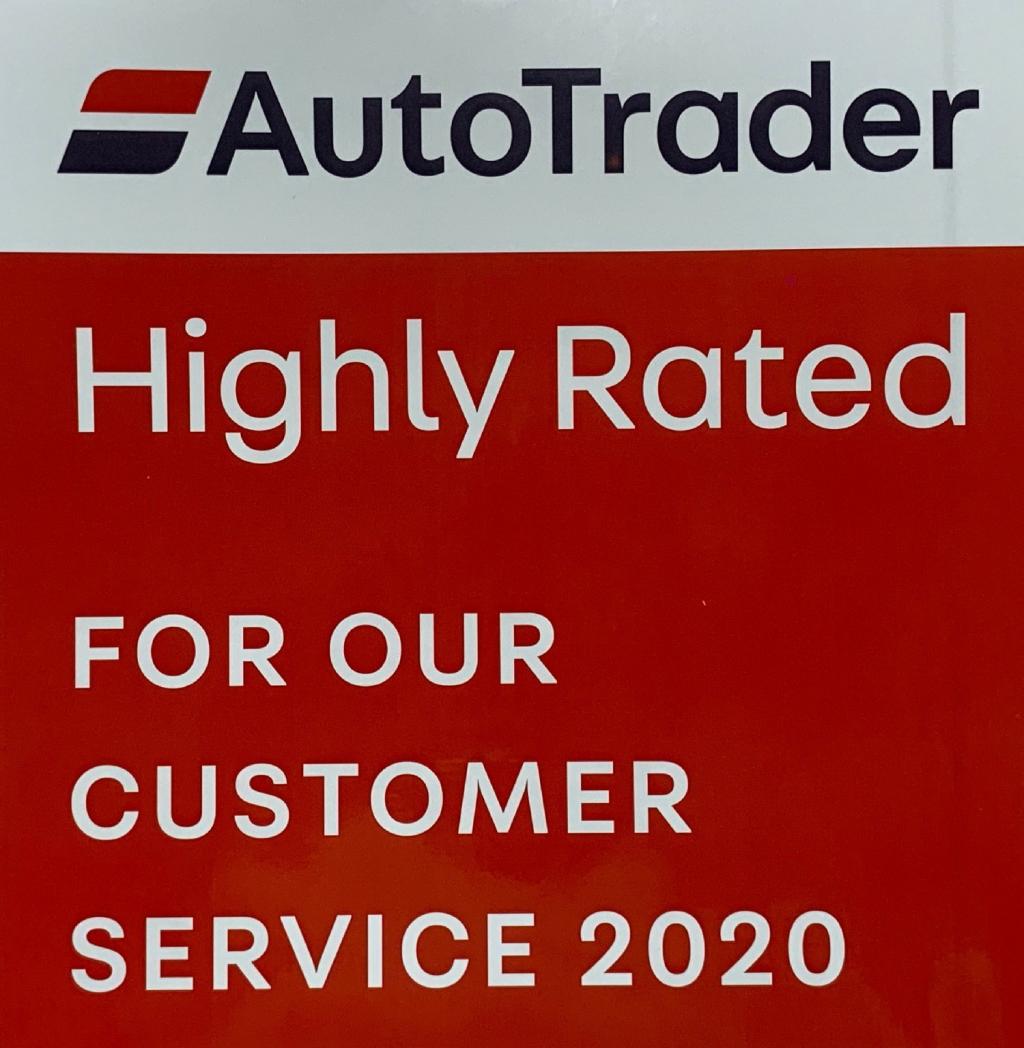 AutoTrader
Highly Rated
FOR OUR
CUSTOMER
SERVICE 2020